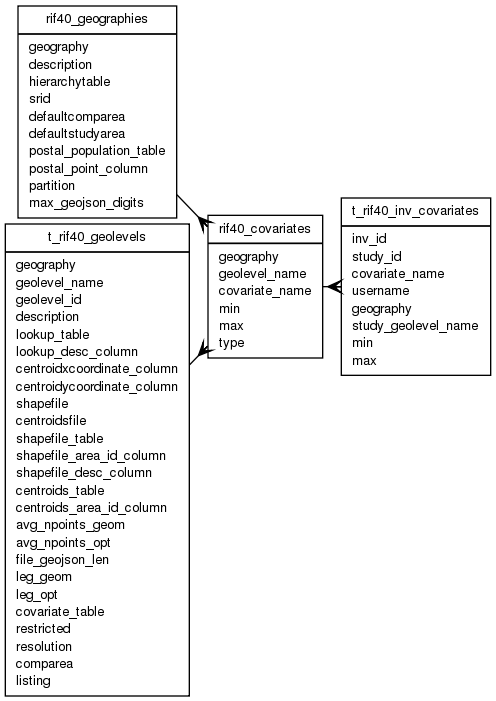 rif40_geographies
geography
description
hierarchytable
srid
defaultcomparea
defaultstudyarea
postal_population_table
postal_point_column
partition
max_geojson_digits
t_rif40_geolevels
geography
geolevel_name
geolevel_id
description
lookup_table
lookup_desc_column
centroidxcoordinate_column
centroidycoordinate_column
shapefile
centroidsfile
shapefile_table
shapefile_area_id_column
shapefile_desc_column
centroids_table
centroids_area_id_column
avg_npoints_geom
avg_npoints_opt
file_geojson_len
leg_geom
leg_opt
covariate_table
restricted
resolution
comparea
listing
rif40_covariates
geography
geolevel_name
covariate_name
min
max
type
t_rif40_inv_covariates
inv_id
study_id
covariate_name
username
geography
study_geolevel_name
min
max